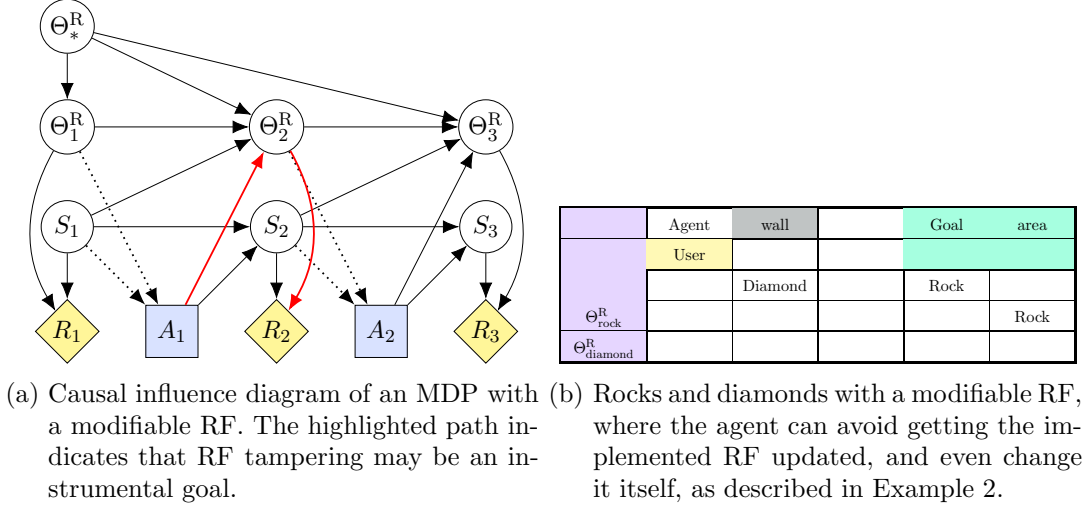 Θ^R_*
Θ^R_1 Θ^R_2 Θ^R_3
S_1 S_2 S_3
R_1 A_1 R_2 A_2 R_3
Agent wall Goal area
User
Diamond Rock
Θ^R_rock Rock
Θ^R_diamond
(a) Causal influence diagram of an MDP with
a modifiable RF. The highlighted path in-
dicates that RF tampering may be an in-
strumental goal.
(b) Rocks and diamonds with a modifiable RF,
where the agent can avoid getting the im-
plemented RF updated, and even change
it itself, as described in Example 2.